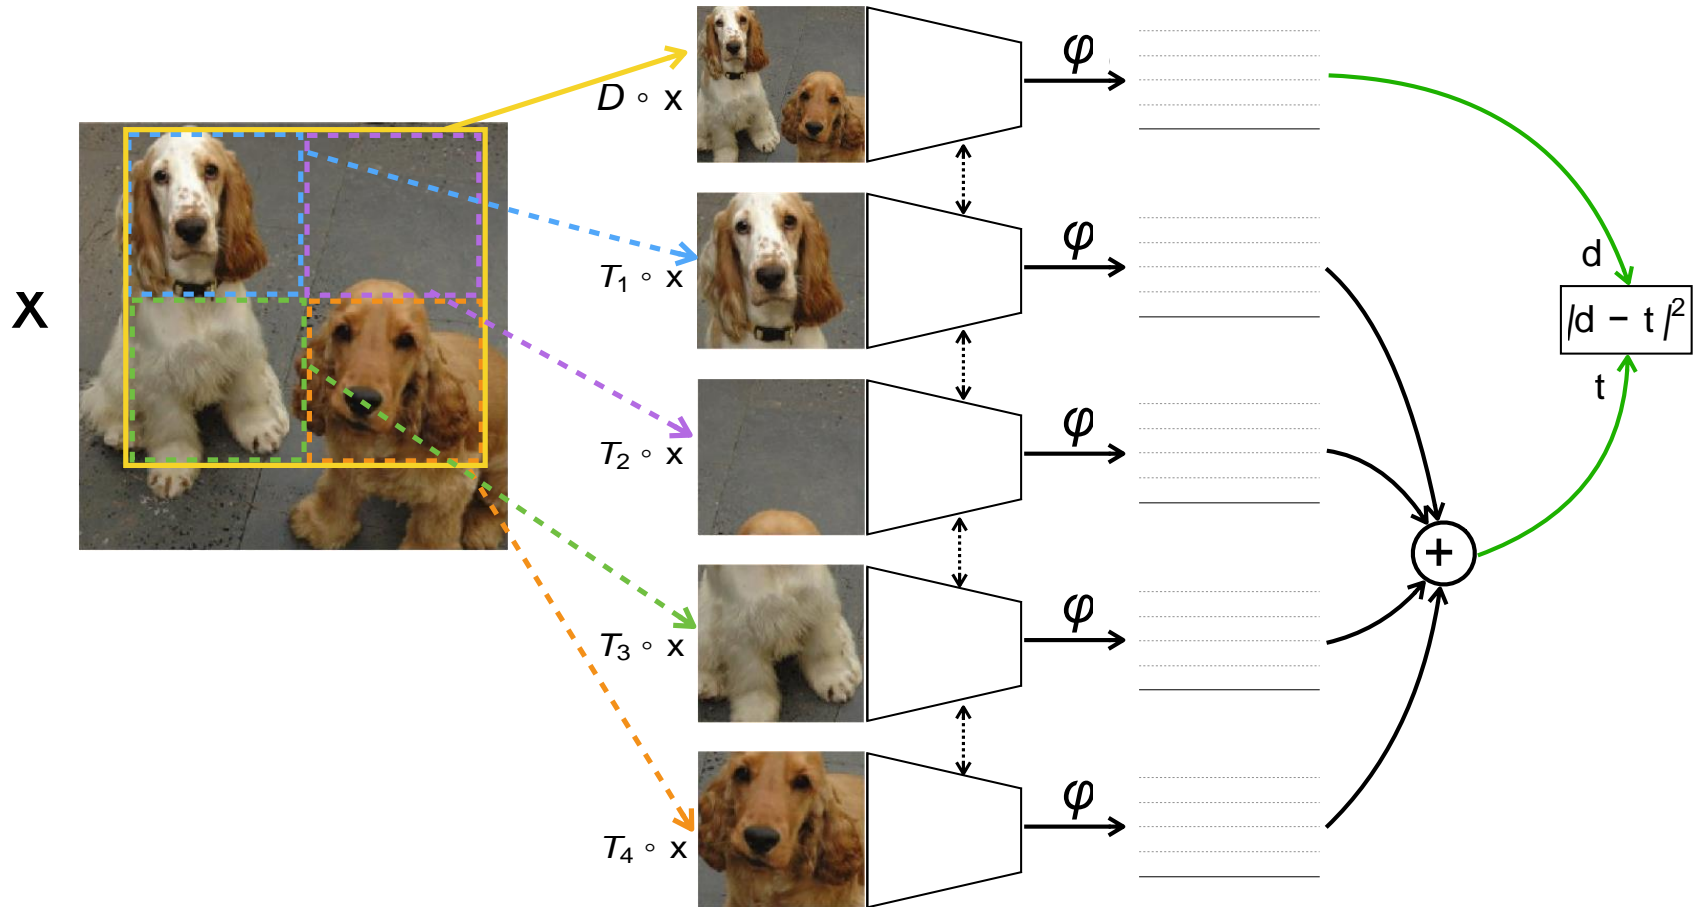 X
D ∘ x
φ
T₁ ∘ x
φ
T₂ ∘ x
φ
T₃ ∘ x
φ
T₄ ∘ x
φ
d
|d − t|²
t
+